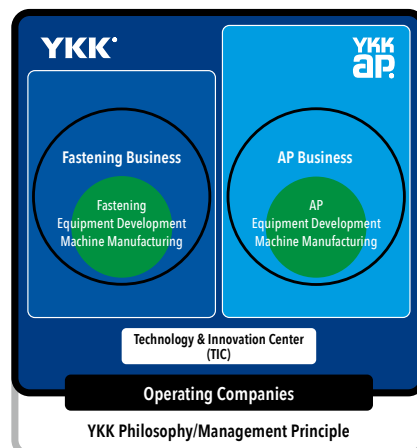 YKK
YKK
ap
Fastening Business
AP Business
Fastening
Equipment Development
Machine Manufacturing
AP
Equipment Development
Machine Manufacturing
Technology & Innovation Center
(TIC)
Operating Companies
YKK Philosophy/Management Principle